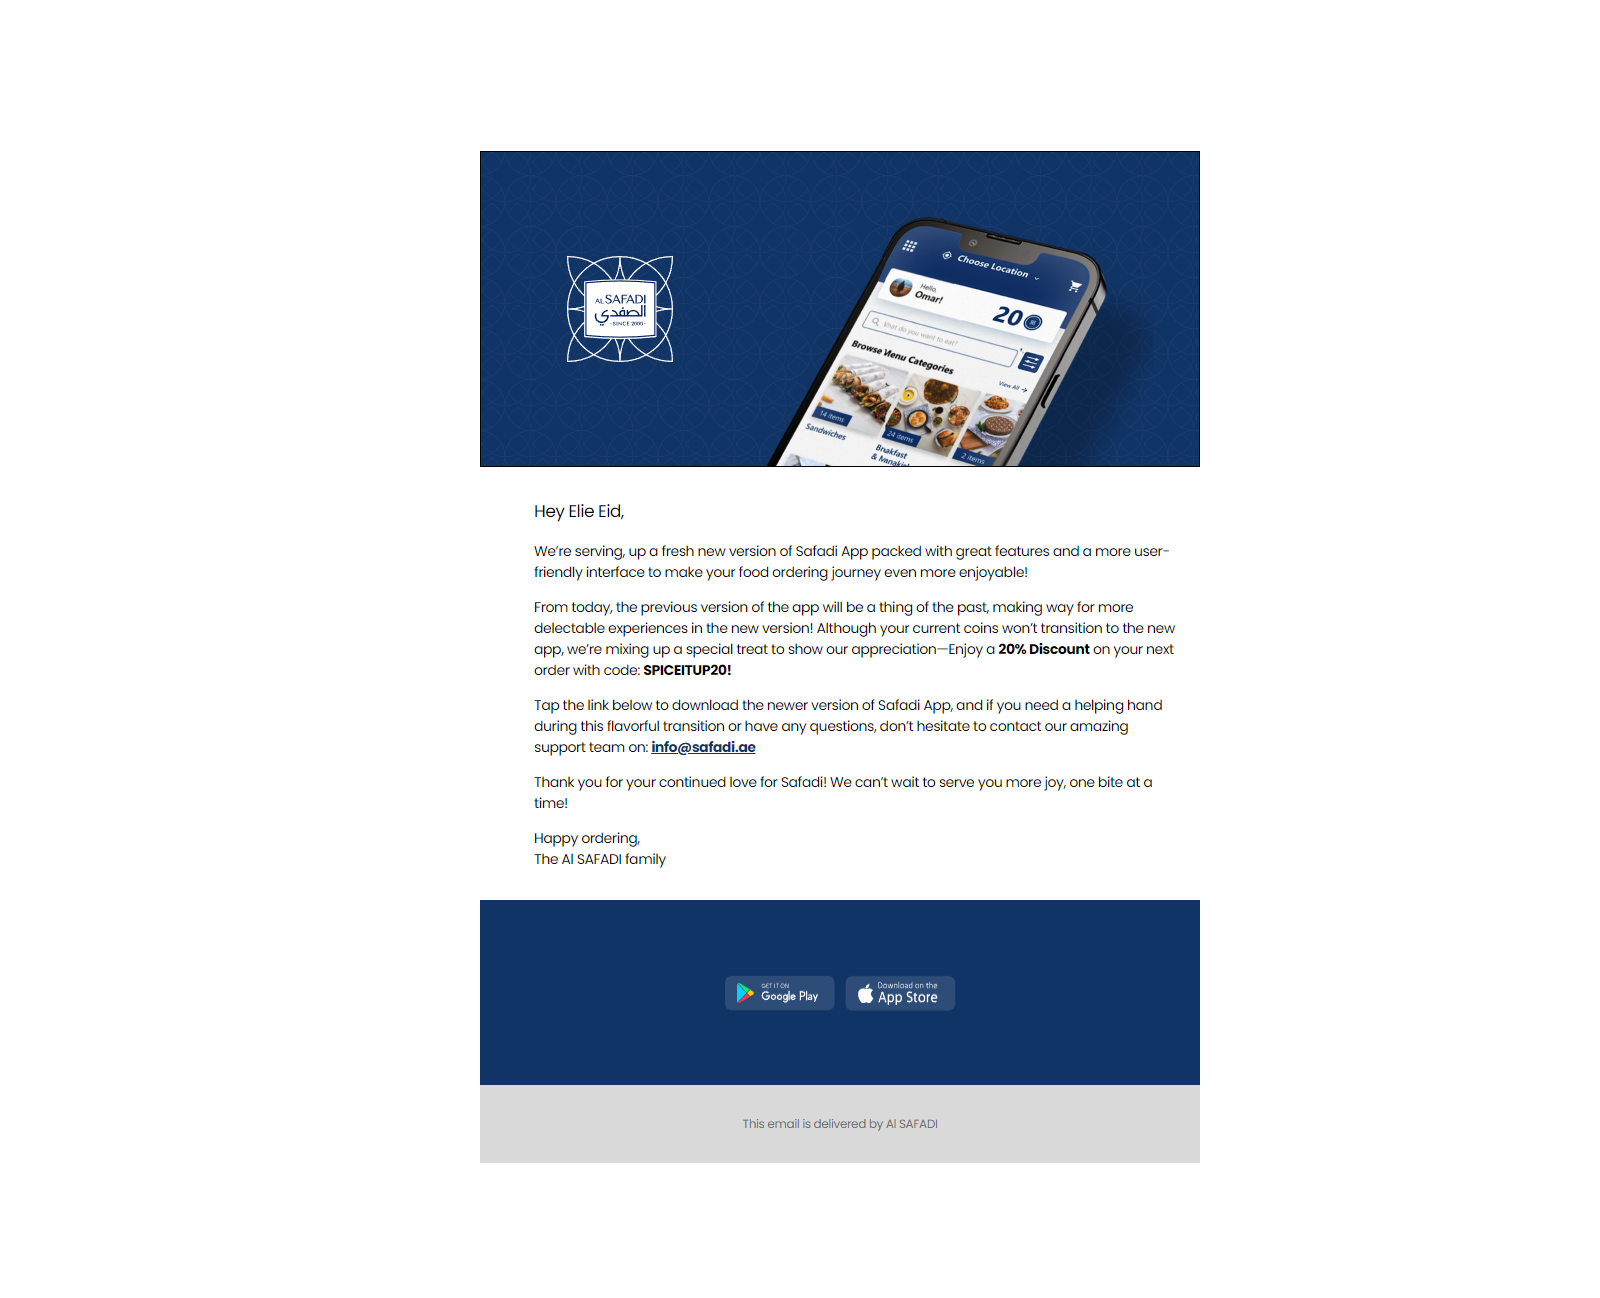 AL SAFADI
الصفدي
-SINCE 2000-
Choose Location
Hello,
Omar!
20
What do you want to eat?
Browse Menu Categories
View All
14 items
Sandwiches
24 items
Breakfast
& Manakish
2 items
Hey Elie Eid,
We’re serving, up a fresh new version of Safadi App packed with great features and a more user-
friendly interface to make your food ordering journey even more enjoyable!
From today, the previous version of the app will be a thing of the past, making way for more
delectable experiences in the new version! Although your current coins won’t transition to the new
app, we’re mixing up a special treat to show our appreciation—Enjoy a 20% Discount on your next
order with code: SPICEITUP20!
Tap the link below to download the newer version of Safadi App, and if you need a helping hand
during this flavorful transition or have any questions, don’t hesitate to contact our amazing
support team on: info@safadi.ae
Thank you for your continued love for Safadi! We can’t wait to serve you more joy, one bite at a
time!
Happy ordering,
The Al SAFADI family
GET IT ON
Google Play
Download on the
App Store
This email is delivered by Al SAFADI